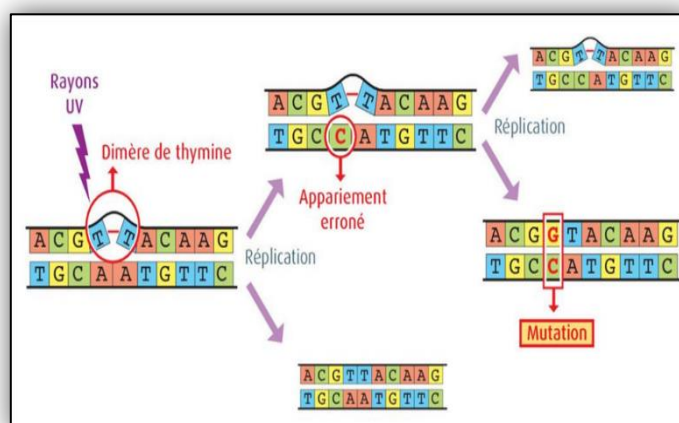 Rayons
UV
Dimère de thymine
ACGTTACAAG
TGCAATGTTC
Réplication
ACGTTACAAG
TGCCATGTTC
Appariement
erroné
ACGTTACAAG
TGCAATGTTC
Réplication
ACGTTACAAG
TGCCATGTTC
ACGGTACAAG
TGCCATGTTC
Mutation